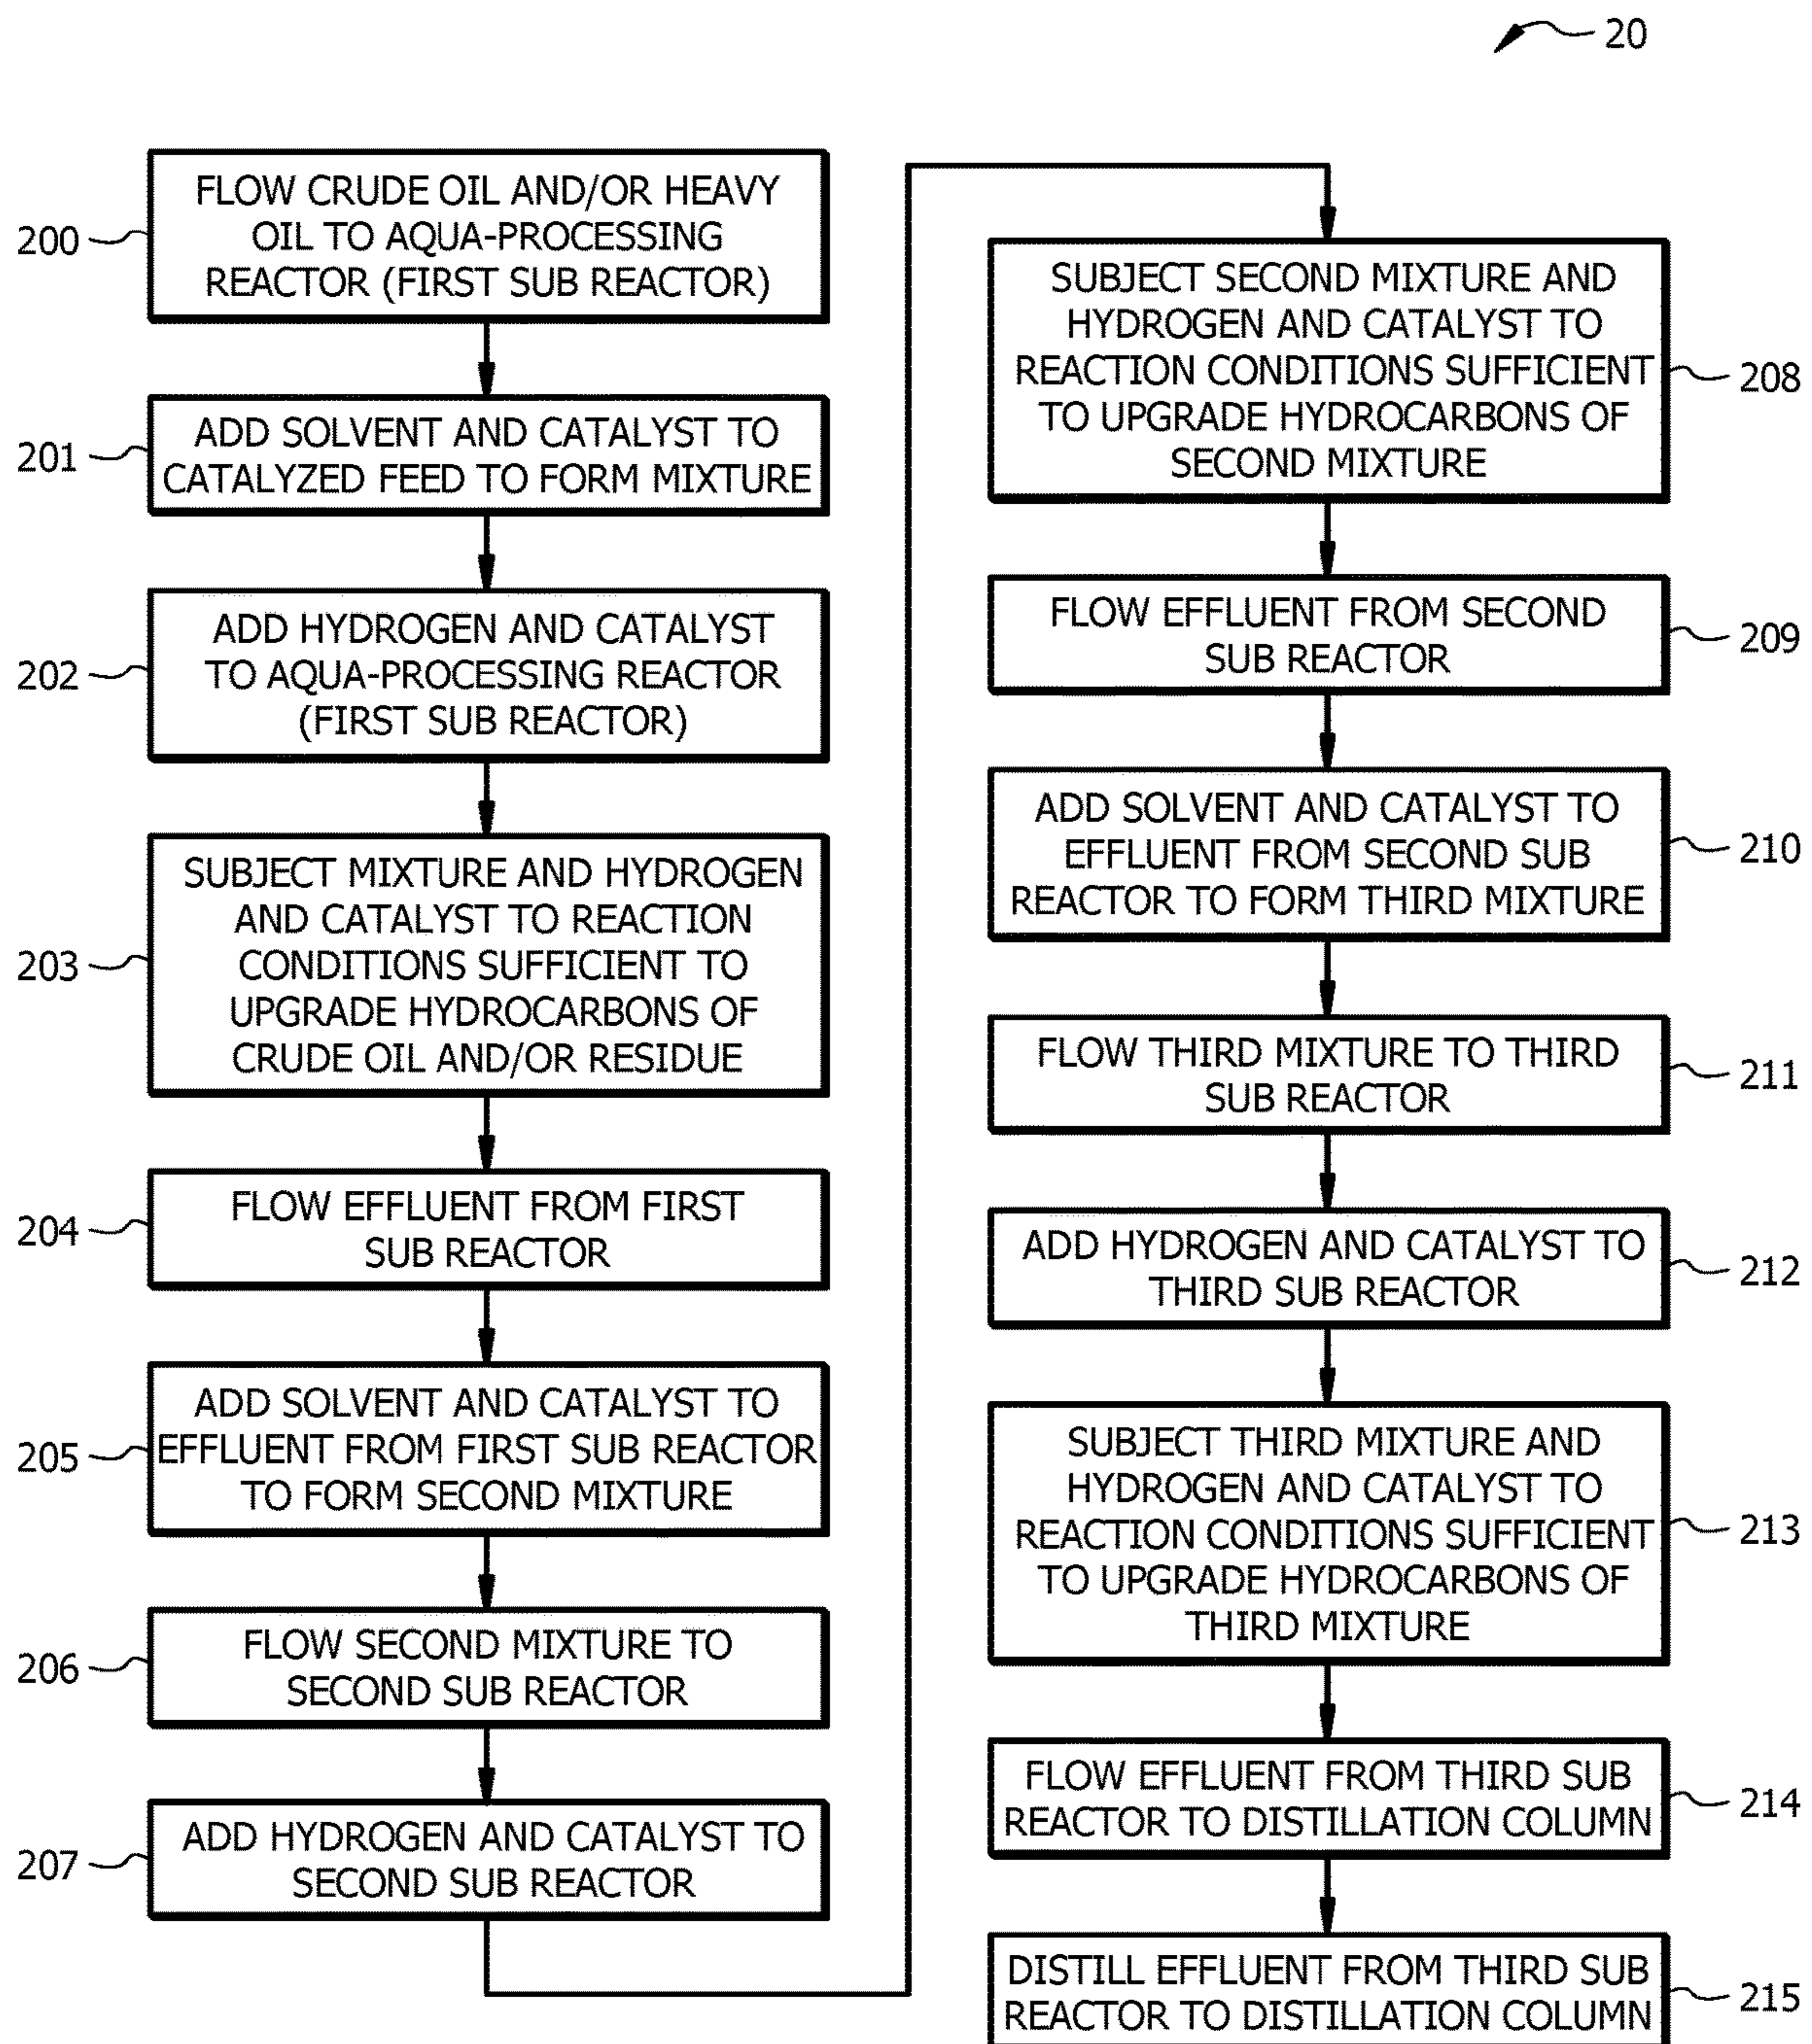 20
200
FLOW CRUDE OIL AND/OR HEAVY
OIL TO AQUA-PROCESSING
REACTOR (FIRST SUB REACTOR)
201
ADD SOLVENT AND CATALYST TO
CATALYZED FEED TO FORM MIXTURE
202
ADD HYDROGEN AND CATALYST
TO AQUA-PROCESSING REACTOR
(FIRST SUB REACTOR)
203
SUBJECT MIXTURE AND HYDROGEN
AND CATALYST TO REACTION
CONDITIONS SUFFICIENT TO
UPGRADE HYDROCARBONS OF
CRUDE OIL AND/OR RESIDUE
204
FLOW EFFLUENT FROM FIRST
SUB REACTOR
205
ADD SOLVENT AND CATALYST TO
EFFLUENT FROM FIRST SUB REACTOR
TO FORM SECOND MIXTURE
206
FLOW SECOND MIXTURE TO
SECOND SUB REACTOR
207
ADD HYDROGEN AND CATALYST TO
SECOND SUB REACTOR
SUBJECT SECOND MIXTURE AND
HYDROGEN AND CATALYST TO
REACTION CONDITIONS SUFFICIENT
TO UPGRADE HYDROCARBONS OF
SECOND MIXTURE
208
FLOW EFFLUENT FROM SECOND
SUB REACTOR
209
ADD SOLVENT AND CATALYST TO
EFFLUENT FROM SECOND SUB
REACTOR TO FORM THIRD MIXTURE
210
FLOW THIRD MIXTURE TO THIRD
SUB REACTOR
211
ADD HYDROGEN AND CATALYST TO
THIRD SUB REACTOR
212
SUBJECT THIRD MIXTURE AND
HYDROGEN AND CATALYST TO
REACTION CONDITIONS SUFFICIENT
TO UPGRADE HYDROCARBONS OF
THIRD MIXTURE
213
FLOW EFFLUENT FROM THIRD SUB
REACTOR TO DISTILLATION COLUMN
214
DISTILL EFFLUENT FROM THIRD SUB
REACTOR TO DISTILLATION COLUMN
215